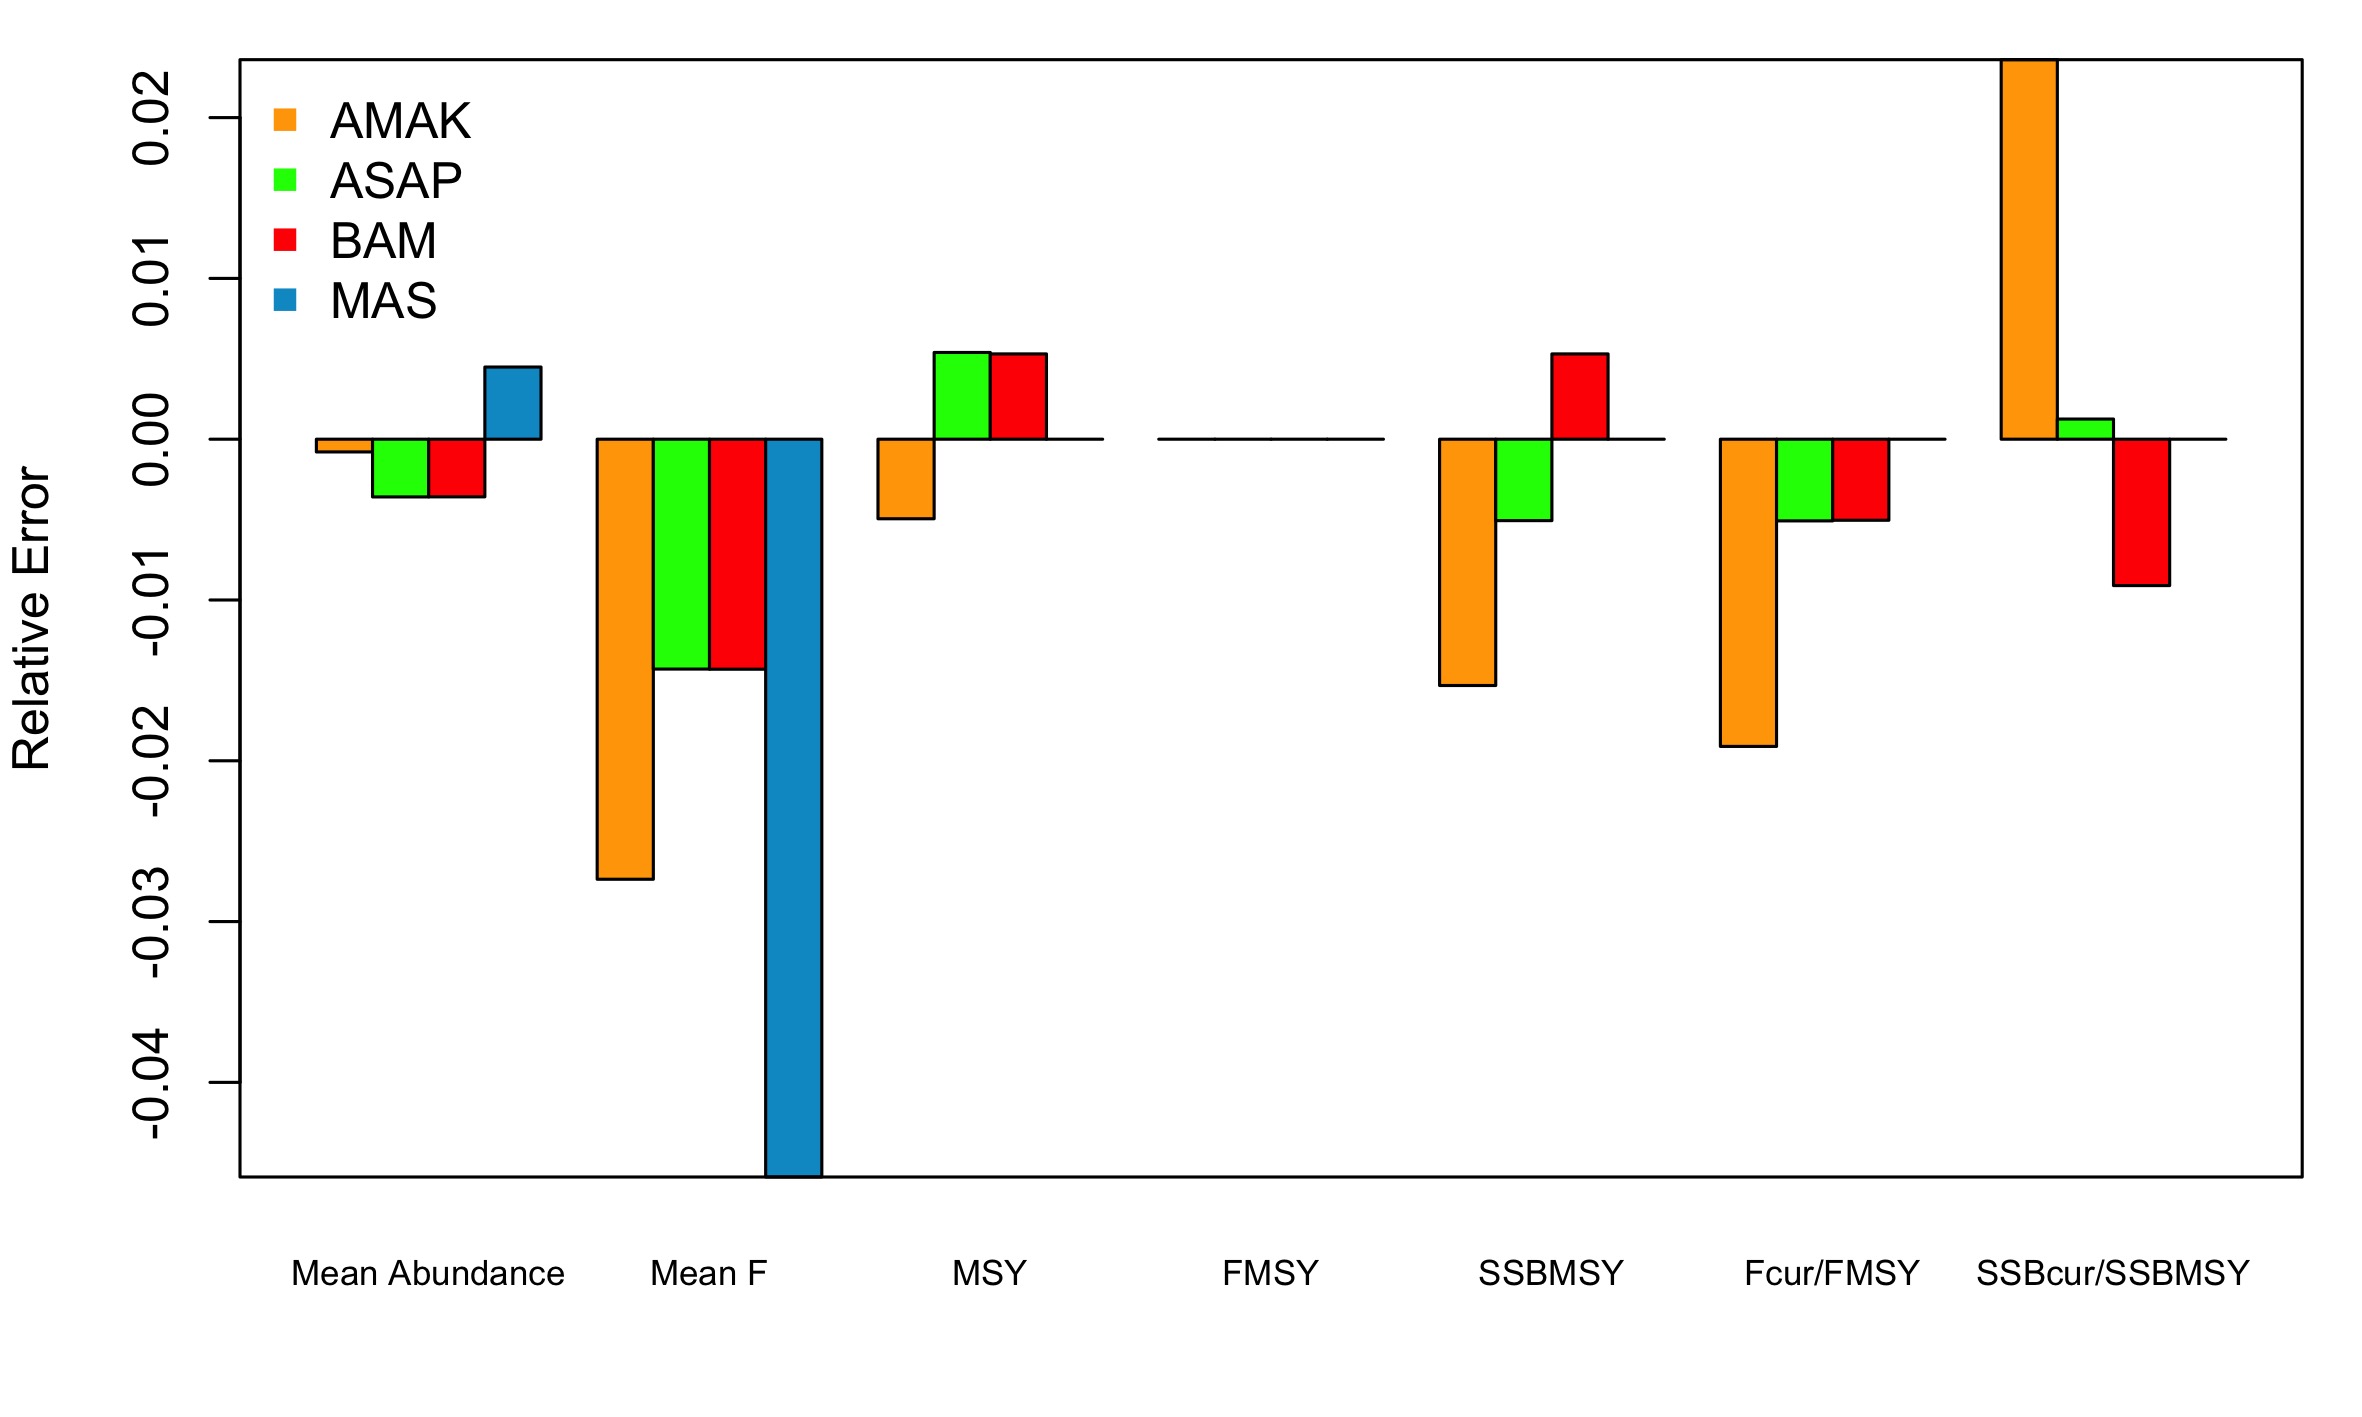 AMAK
ASAP
BAM
MAS
Relative Error
0.02
0.01
0.00
-0.01
-0.02
-0.03
-0.04
Mean Abundance
Mean F
MSY
FMSY
SSBMSY
Fcur/FMSY
SSBcur/SSBMSY